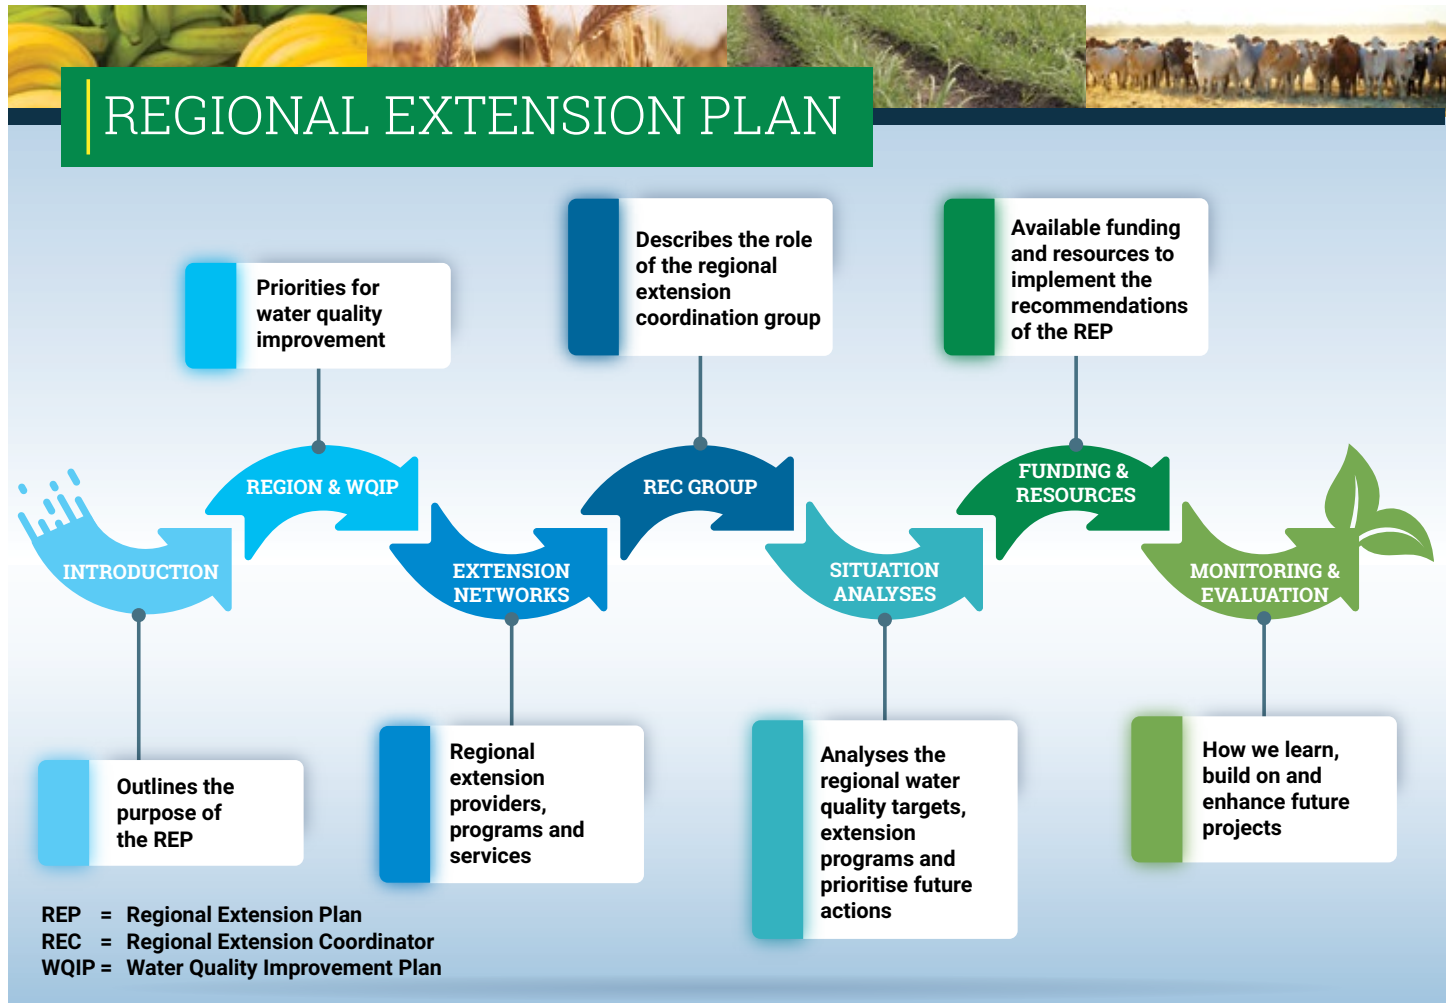 REGIONAL EXTENSION PLAN
Priorities for
water quality
improvement
Describes the role
of the regional
extension
coordination group
Available funding
and resources to
implement the
recommendations
of the REP
INTRODUCTION
REGION & WQIP
EXTENSION
NETWORKS
REC GROUP
SITUATION
ANALYSES
FUNDING &
RESOURCES
MONITORING &
EVALUATION
Outlines the
purpose of
the REP
Regional
extension
providers,
programs and
services
Analyses the
regional water
quality targets,
extension
programs and
prioritise future
actions
How we learn,
build on and
enhance future
projects
REP = Regional Extension Plan
REC = Regional Extension Coordinator
WQIP = Water Quality Improvement Plan